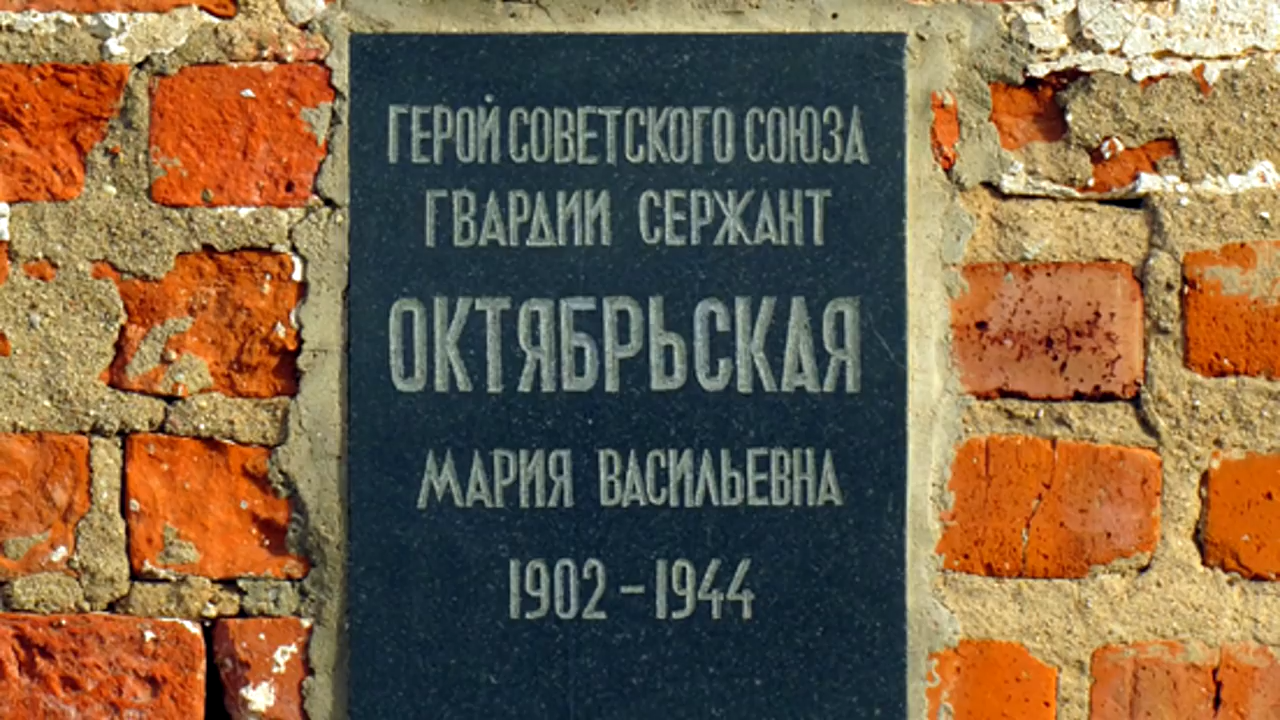 ГЕРОЙ СОВЕТСКОГО СОЮЗА
ГВАРДИИ СЕРЖАНТ
ОКТЯБРЬСКАЯ
МАРИЯ ВАСИЛЬЕВНА
1902 – 1944